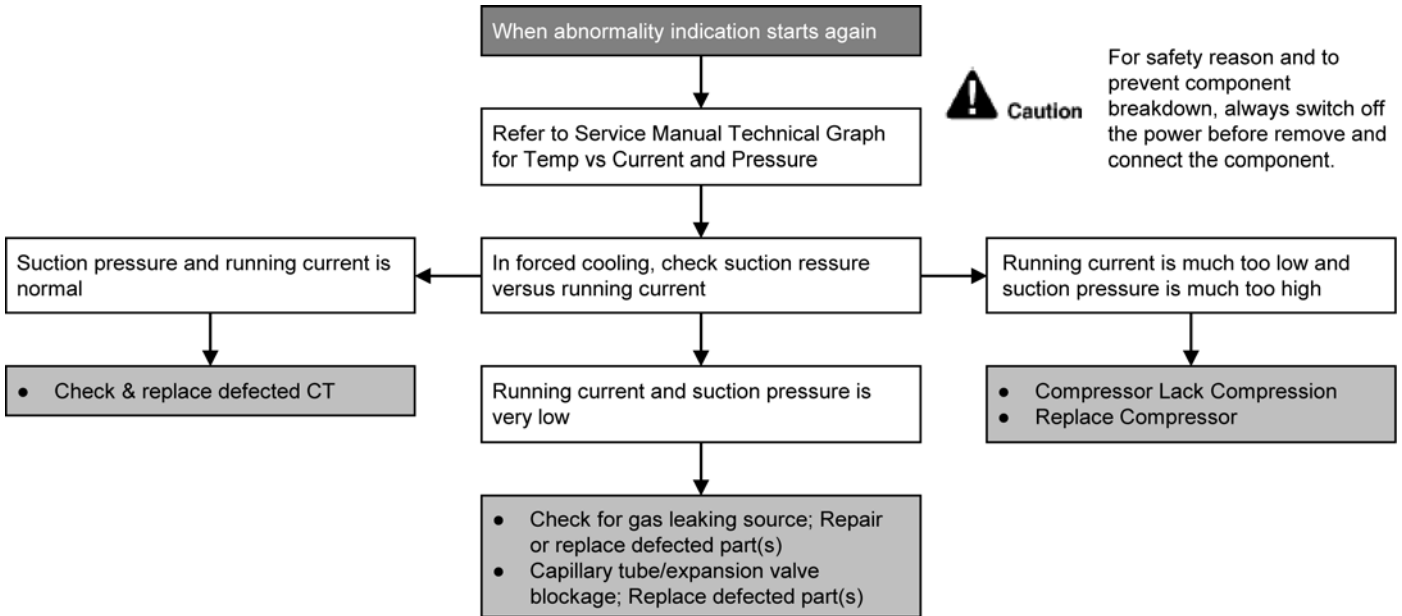 When abnormality indication starts again
For safety reason and to
prevent component
breakdown, always switch off
the power before remove and
connect the component.
Caution
Refer to Service Manual Technical Graph
for Temp vs Current and Pressure
Suction pressure and running current is
normal
In forced cooling, check suction ressure
versus running current
Running current is much too low and
suction pressure is much too high
● Check & replace defected CT
Running current and suction pressure is
very low
● Compressor Lack Compression
● Replace Compressor
● Check for gas leaking source; Repair
or replace defected part(s)
● Capillary tube/expansion valve
blockage; Replace defected part(s)